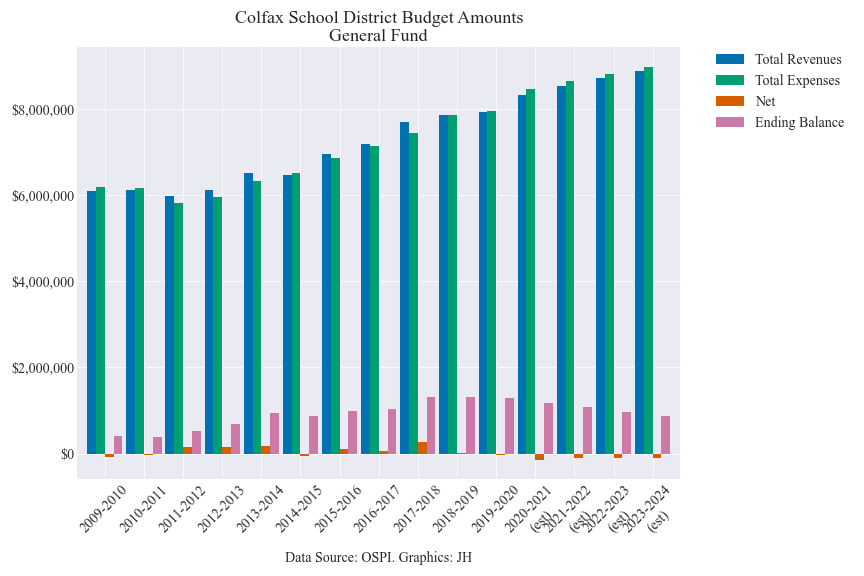 Colfax School District Budget Amounts
General Fund
Total Revenues
Total Expenses
Net
Ending Balance
$8,000,000
$6,000,000
$4,000,000
$2,000,000
$0
2009-2010
2010-2011
2011-2012
2012-2013
2013-2014
2014-2015
2015-2016
2016-2017
2017-2018
2018-2019
2019-2020
2020-2021
(est)
2021-2022
(est)
2022-2023
(est)
2023-2024
(est)
Data Source: OSPI. Graphics: JH